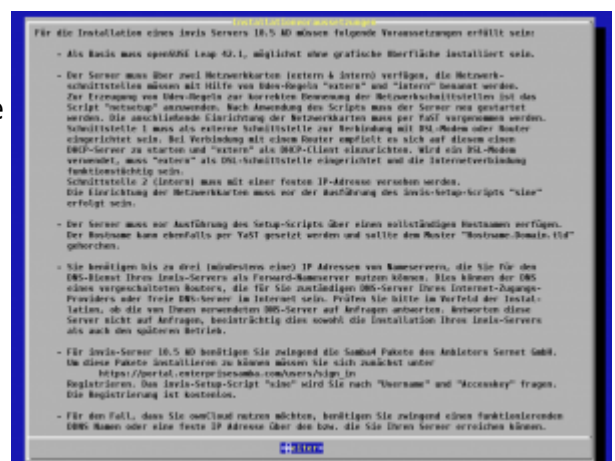 e
Installationsvoraussetzungen
Für die Installation eines invis Servers 10.5 AD müssen folgende Voraussetzungen erfüllt sein:
- Als Basis muss openSUSE Leap 42.1, möglichst ohne grafische Oberfläche installiert sein.
- Der Server muss über zwei Netzwerkkarten (extern & intern) verfügen, die Netzwerk-
schnittstellen müssen mit Hilfe von Udev-Regeln "extern" und "intern" benannt werden.
Zur Erzeugung von Udev-Regeln zur korrekten Benennung der Netzwerkschnittstellen ist das
Script "netsetup" anzuwenden. Nach Anwendung des Scripts muss der Server neu gestartet
werden. Die anschließende Einrichtung der Netzwerkkarten muss per YaST vorgenommen werden.
Schnittstelle 1 muss als externe Schnittstelle zur Verbindung mit DSL-Modem oder Router
eingerichtet sein. Bei Verbindung mit einem Router empfielt es sich auf diesem einen
DHCP-Server zu starten und "extern" als DHCP-Client einzurichten. Wird ein DSL-Modem
verwendet, muss "extern" als DSL-Schnittstelle eingerichtet und die Internetverbindung
funktionstüchtig sein.
Schnittstelle 2 (intern) muss mit einer festen IP-Adresse versehen werden.
Die Einrichtung der Netzwerkkarten muss vor der Ausführung des invis-Setup-Scripts "sine"
erfolgt sein.
- Der Server muss vor Ausführung des Setup-Scripts über einen vollständigen Hostnamen verfügen.
Der Hostname kann ebenfalls per YaST gesetzt werden und sollte dem Muster "Hostname.Domain.tld"
gehorchen.
- Sie benötigen bis zu drei (mindestens eine) IP Adressen von Nameservern, die Sie für den
DNS-Dienst Ihres invis-Servers als Forward-Nameserver nutzen können. Dies können der DNS
eines vorgeschalteten Routers, die für Sie zuständigen DNS-Server Ihres Internet-Zugangs-
Providers oder freie DNS-Server im Internet sein. Prüfen Sie bitte im Vorfeld der Instal-
lation, ob die von Ihnen verwendeten DNS-Server auf Anfragen antworten. Antworten diese
Server nicht auf Anfragen, beeinträchtig dies sowohl die Installation Ihres invis-Servers
als auch den späteren Betrieb.
- Für invis-Server 10.5 AD benötigen Sie zwingend die Samba4 Pakete des Anbieters Sernet GmbH.
Um diese Pakete installieren zu können müssen Sie sich zunächst unter
https://portal.enterprisesamba.com/users/sign_in
Registrieren. Das invis-Setup-Script "sine" wird Sie nach "Username" und "Accesskey" fragen.
Die Registrierung ist kostenlos.
- Für den Fall, dass Sie ownCloud nutzen möchten, benötigen Sie zwingend einen funktionierenden
DDNS Namen oder eine feste IP Adresse über den bzw. die Sie Ihren Server erreichen können.
Weiter